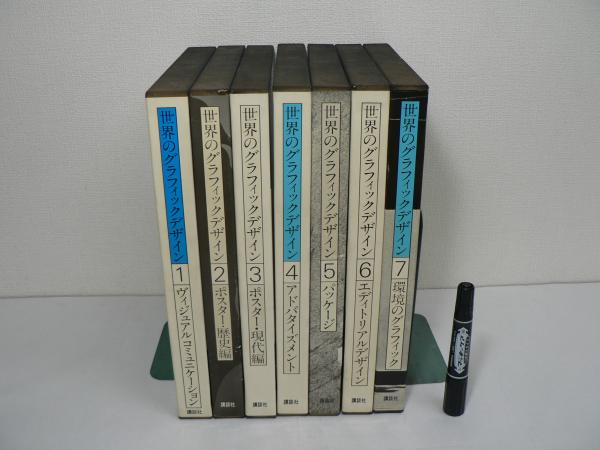 世界のグラフィックデザイン
1
ヴィジュアルコミュニケーション
講談社
世界のグラフィックデザイン
2
ポスター・歴史編
講談社
世界のグラフィックデザイン
3
ポスター・現代編
講談社
世界のグラフィックデザイン
4
アドバタイズメント
講談社
世界のグラフィックデザイン
5
パッケージ
講談社
世界のグラフィックデザイン
6
エディトリアルデザイン
講談社
世界のグラフィックデザイン
7
環境のグラフィック
講談社